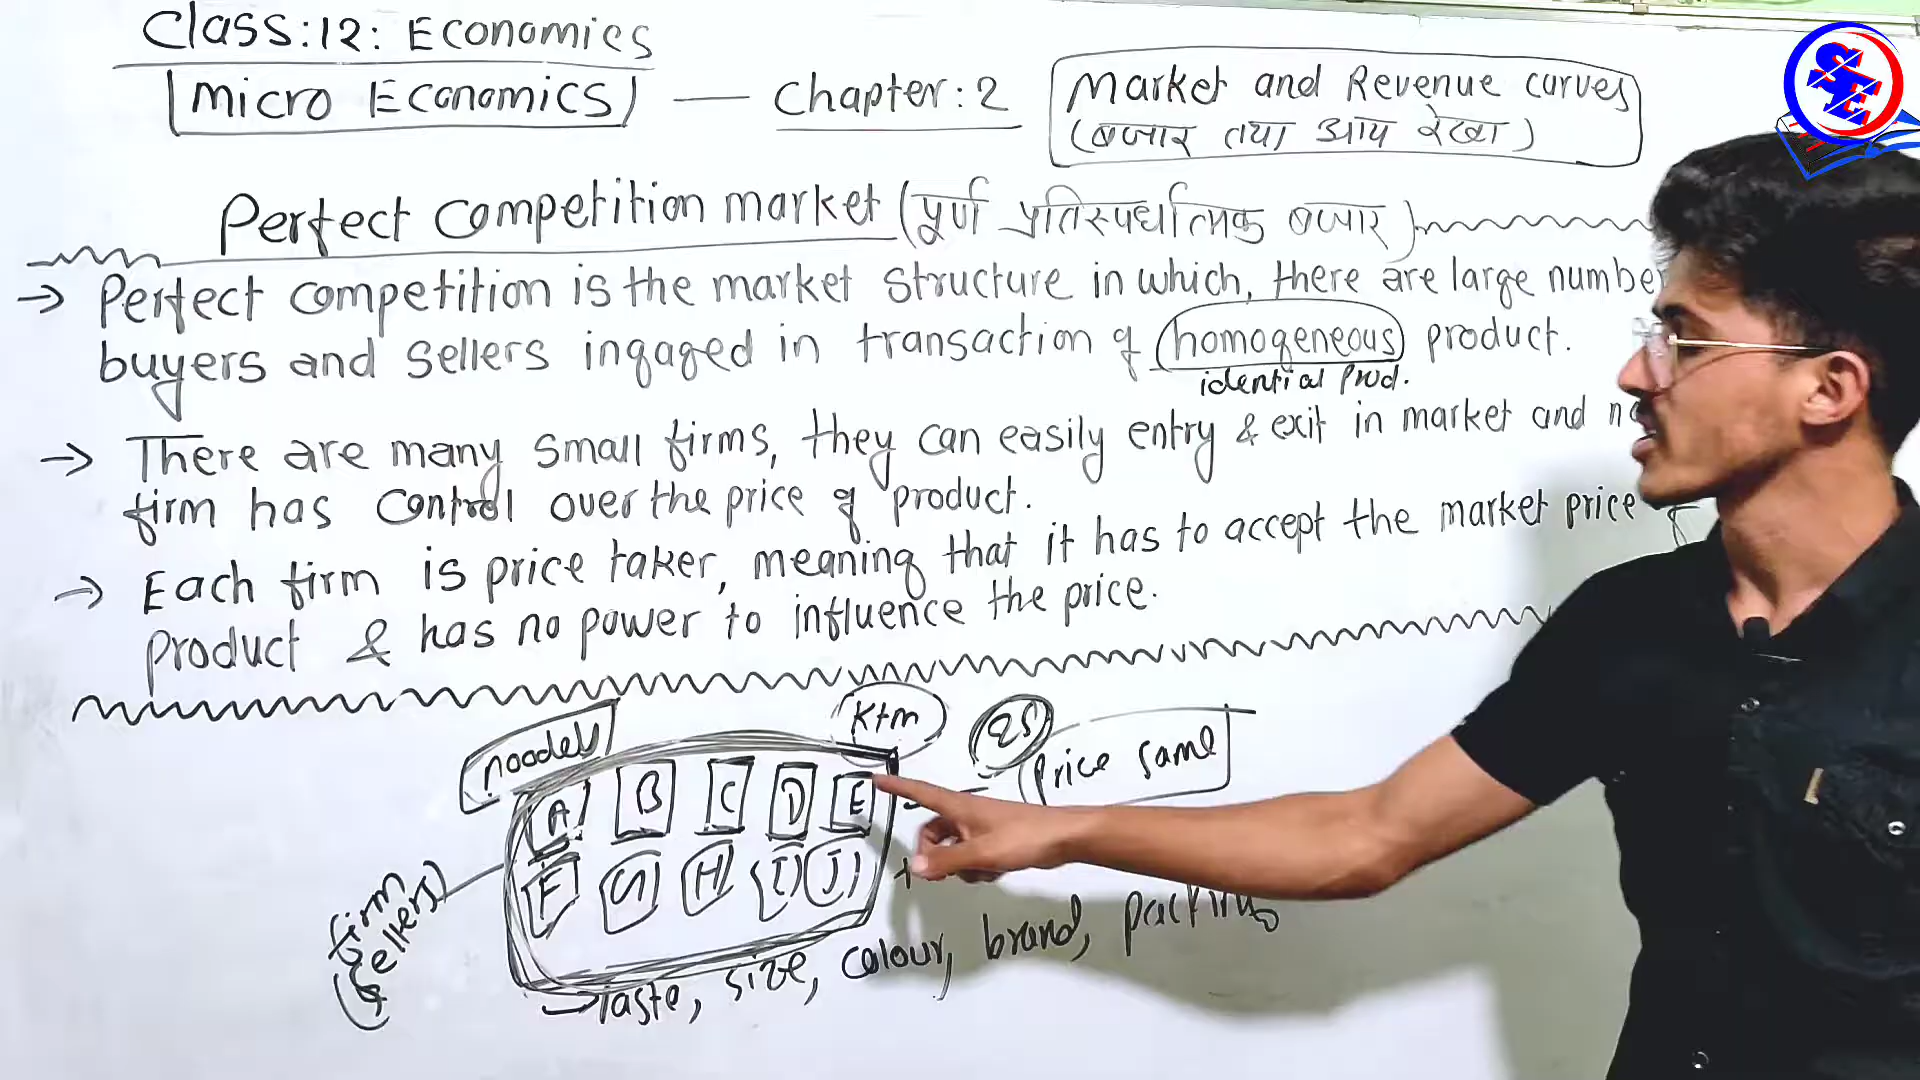 Class:12: Economics
Micro Economics — Chapter:2
Market and Revenue curves
(बजार तथा आय रेखा)
Perfect competition market (पूर्ण प्रतिस्पर्धात्मक बजार)
→ Perfect competition is the market structure in which, there are large number
buyers and sellers ingaged in transaction of homogeneous product.
idential prod.
→ There are many small firms, they can easily entry & exit in market and no
firm has control over the price of product.
→ Each firm is price taker, meaning that it has to accept the market price of
product & has no power to influence the price.
noodels
Ktm
25
Price same
A B C D E
F G H I J
firm
(sellers)
→ Taste, size, colour, brand, packing